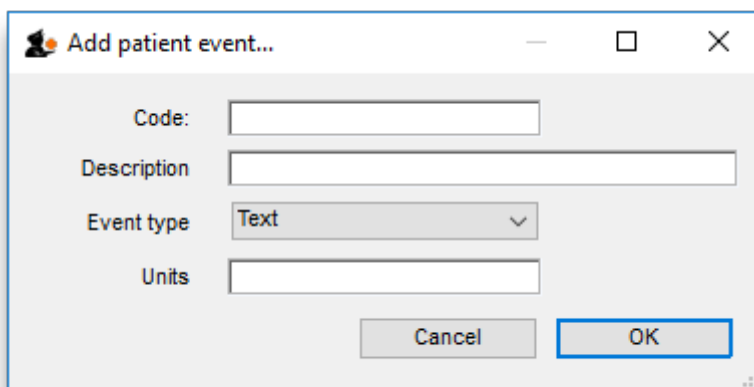 Add patient event...
Code:
Description
Event type Text
Units
Cancel OK